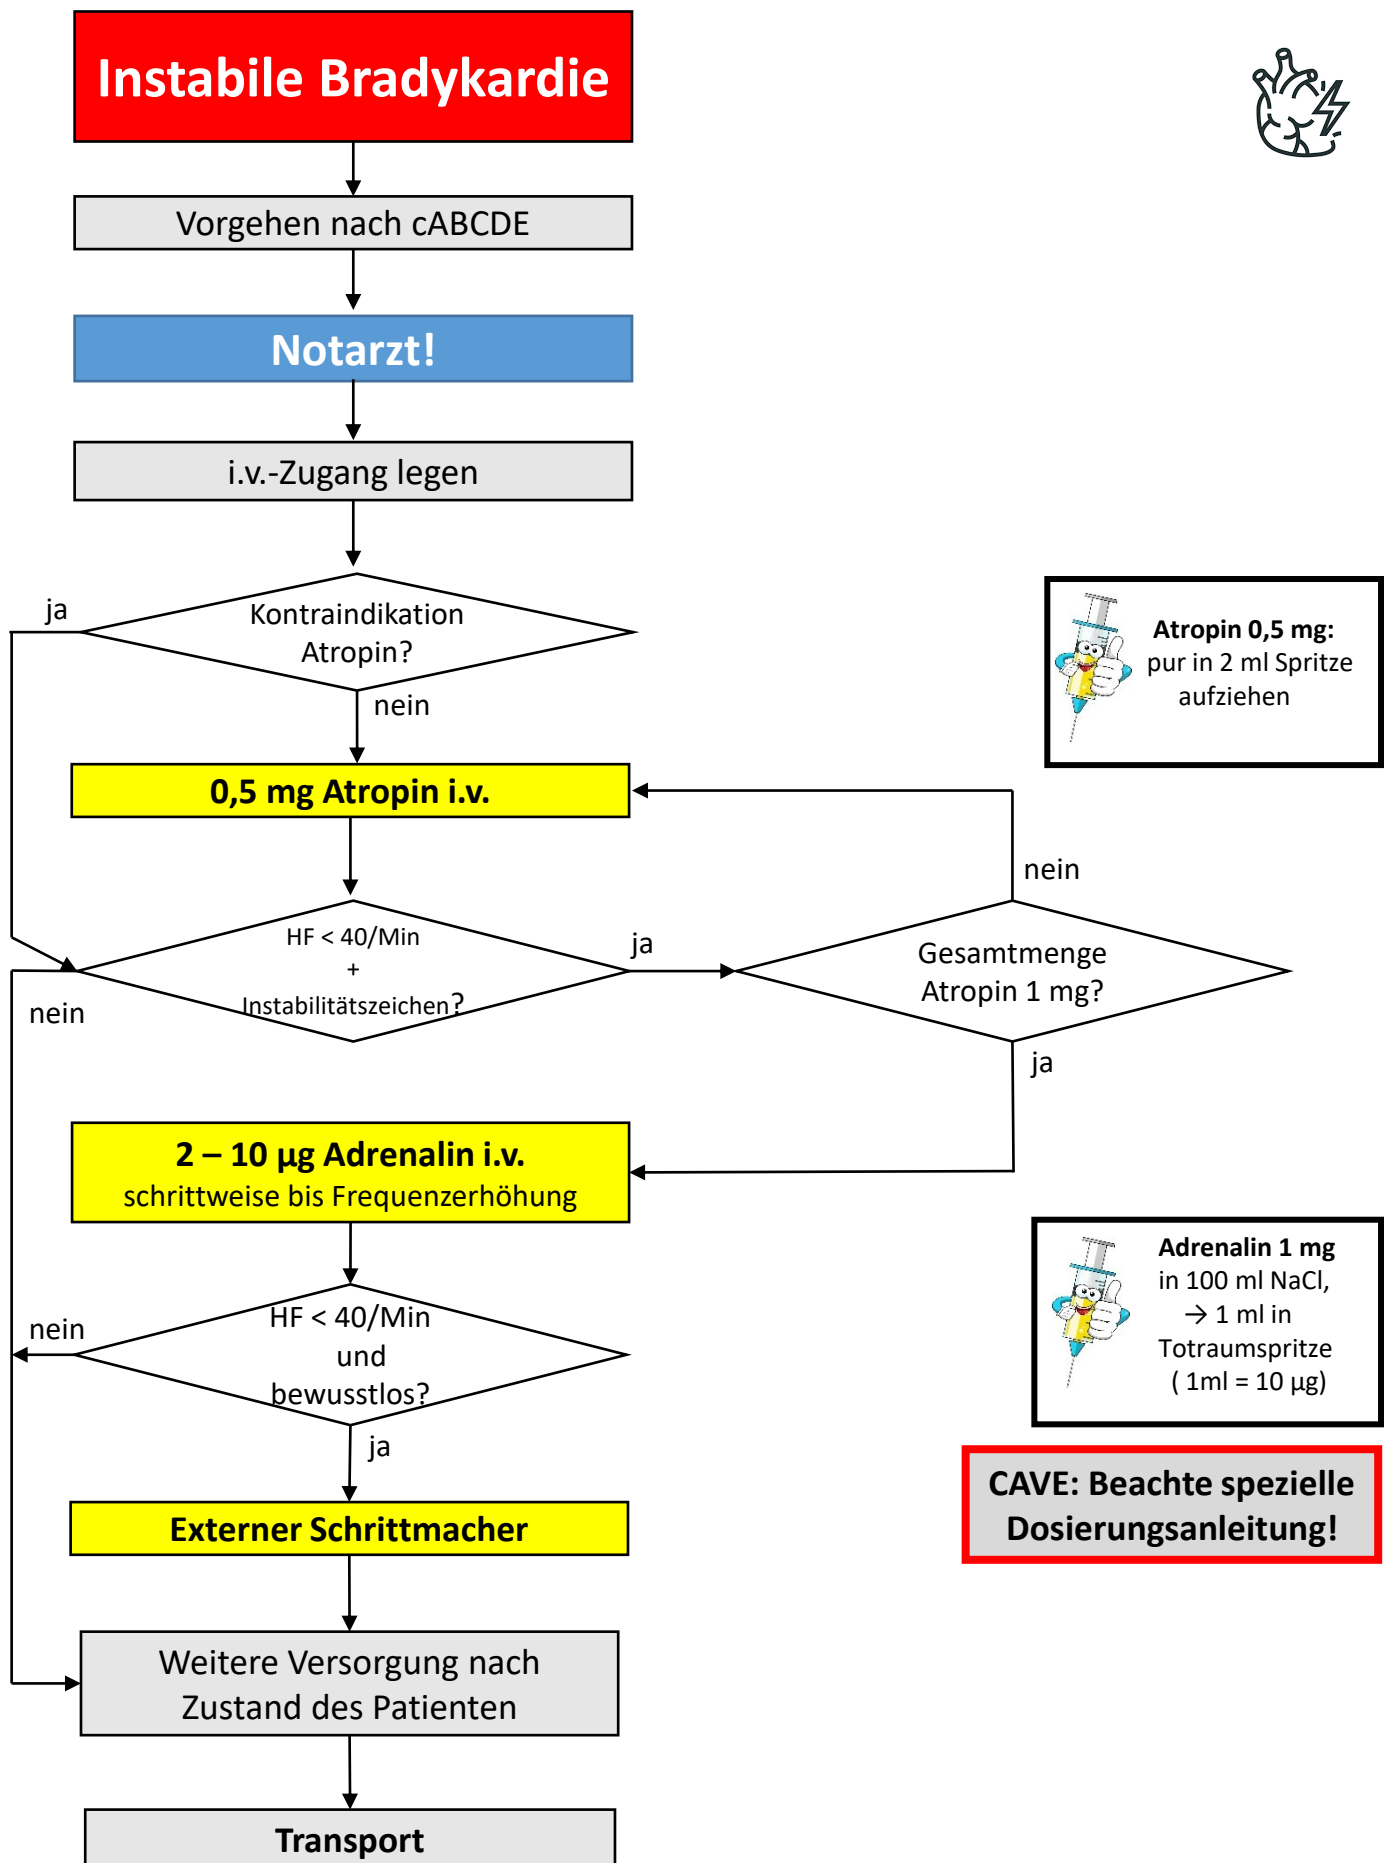 Instabile Bradykardie
Vorgehen nach cABCDE
Notarzt!
i.v.-Zugang legen
ja
Kontraindikation
Atropin?
nein
Atropin 0,5 mg:
pur in 2 ml Spritze
aufziehen
0,5 mg Atropin i.v.
nein
HF < 40/Min
+
Instabilitätszeichen?
ja
nein
Gesamtmenge
Atropin 1 mg?
ja
2 – 10 µg Adrenalin i.v.
schrittweise bis Frequenzerhöhung
nein
HF < 40/Min
und
bewusstlos?
ja
Adrenalin 1 mg
in 100 ml NaCl,
→ 1 ml in
Totraumspritze
( 1ml = 10 µg)
CAVE: Beachte spezielle
Dosierungsanleitung!
Externer Schrittmacher
Weitere Versorgung nach
Zustand des Patienten
Transport